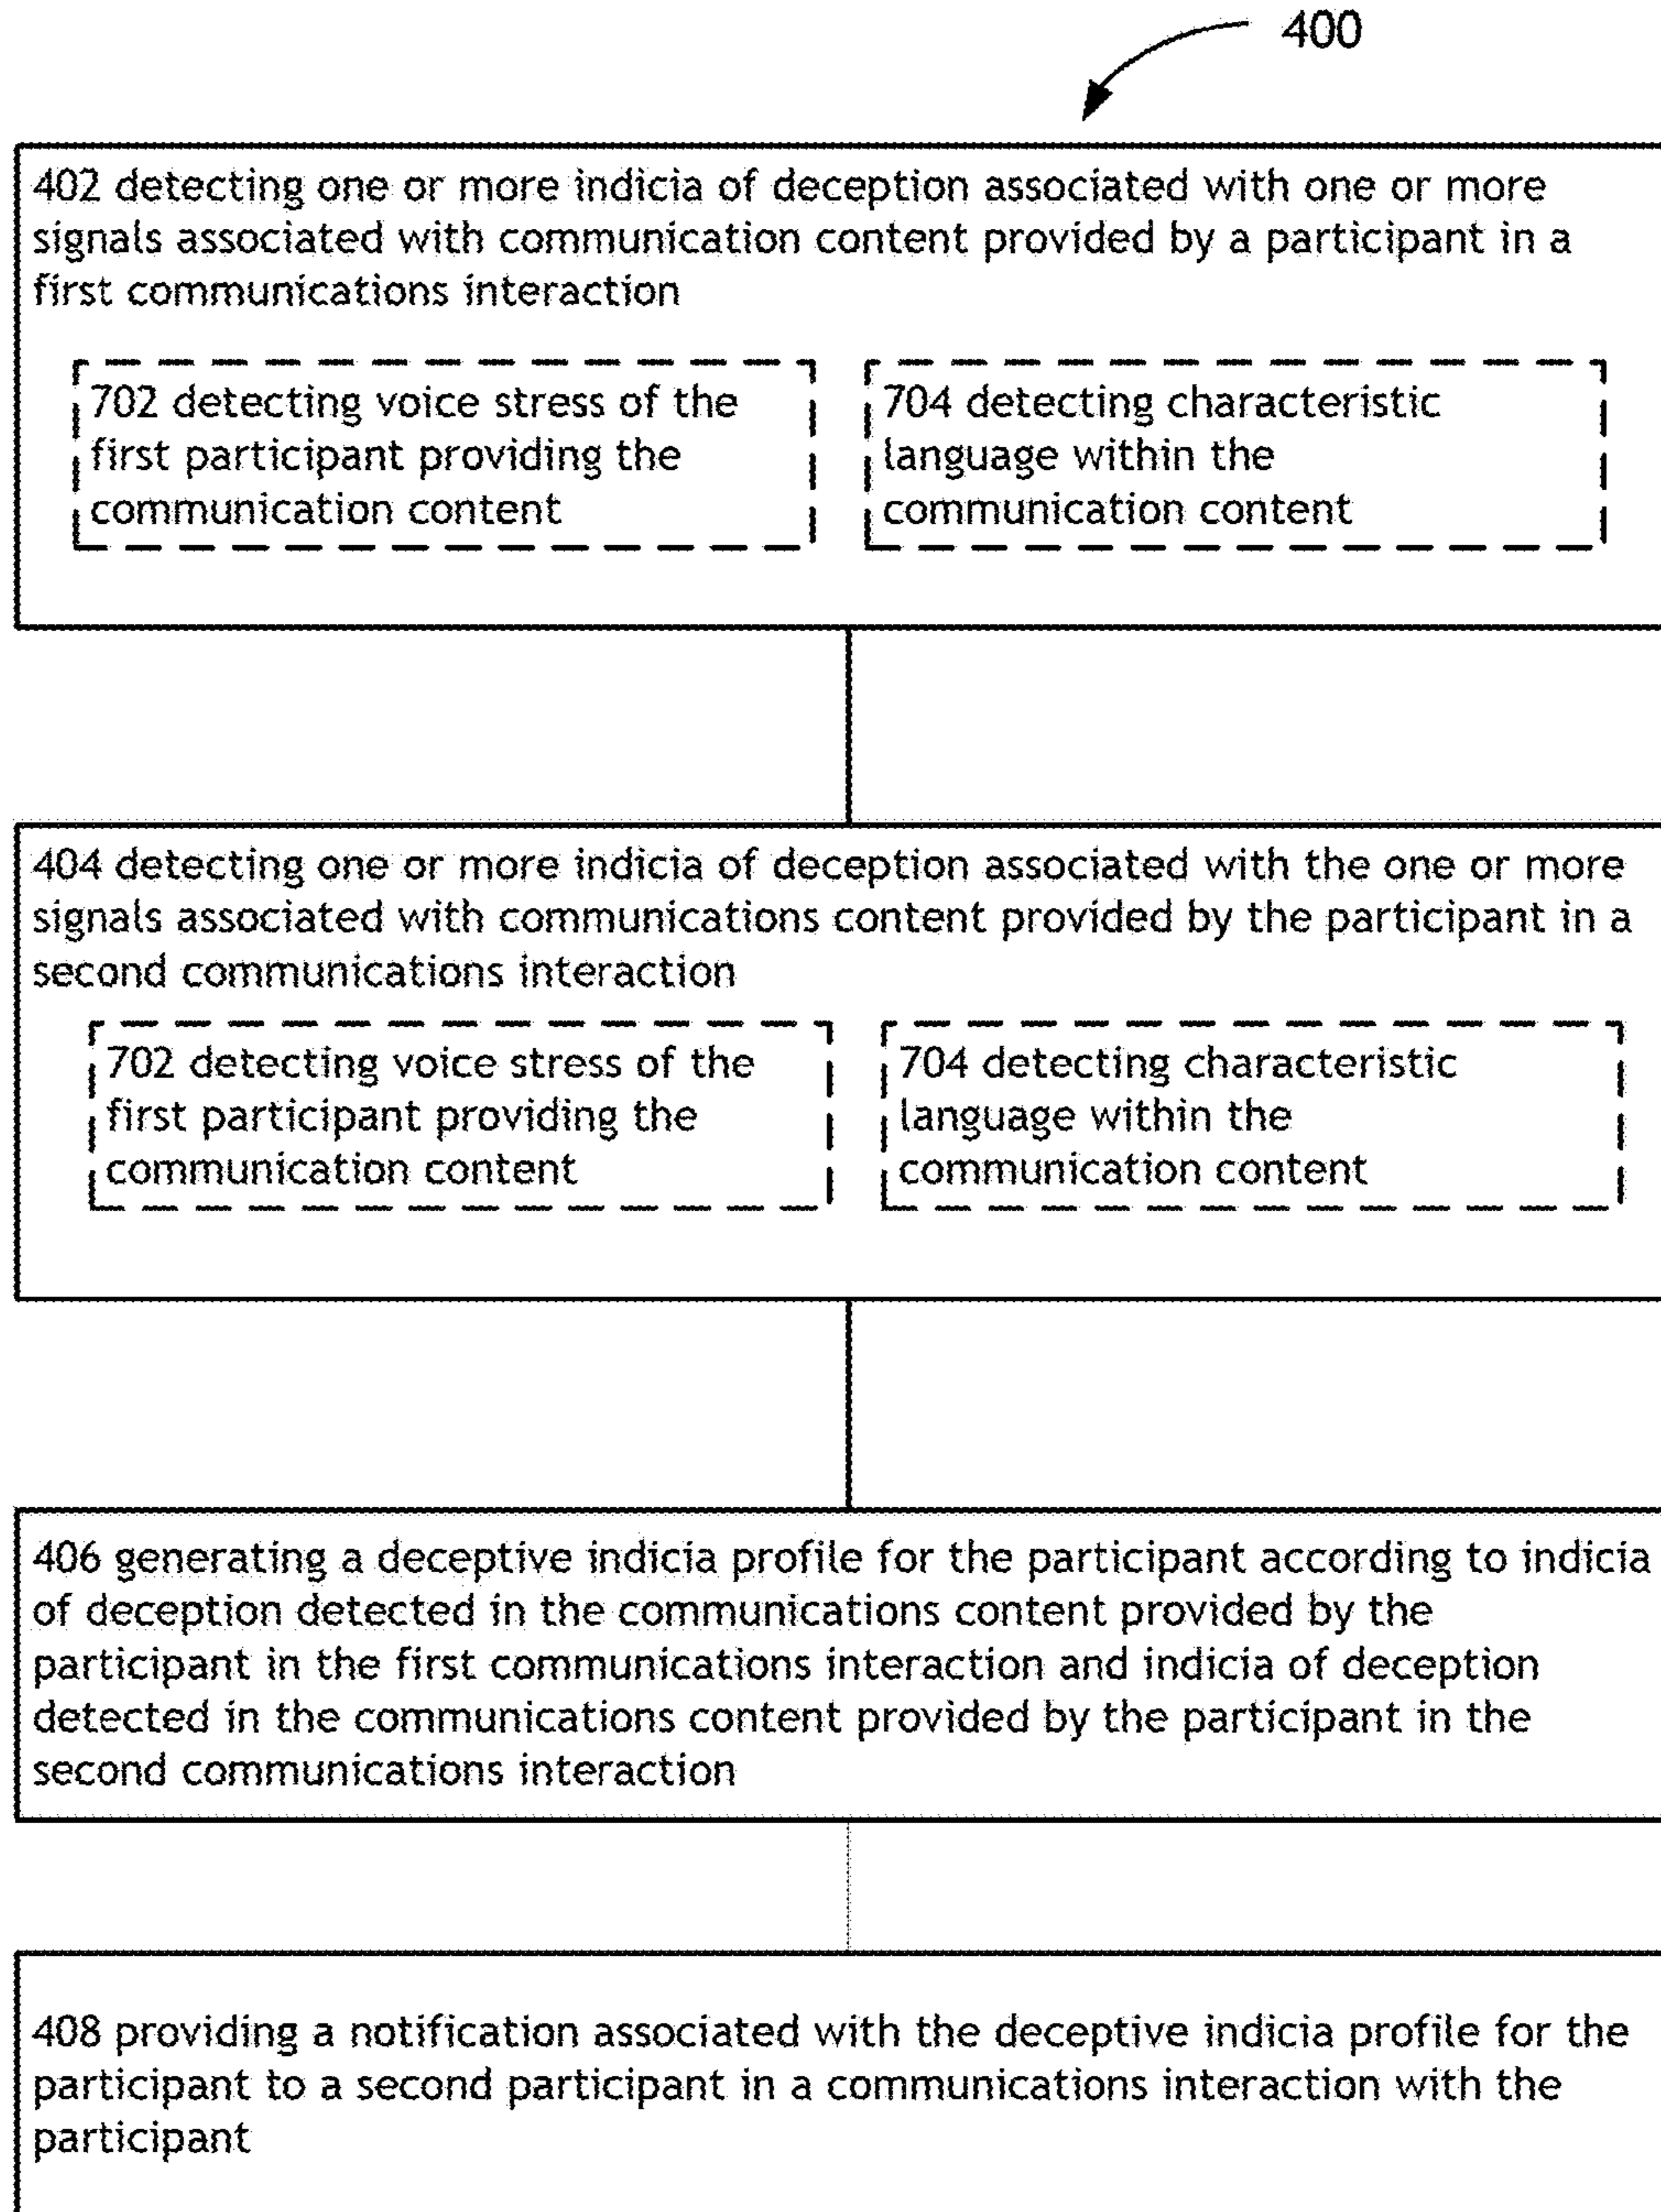 400
402 detecting one or more indicia of deception associated with one or more
signals associated with communication content provided by a participant in a
first communications interaction
702 detecting voice stress of the
first participant providing the
communication content
704 detecting characteristic
language within the
communication content
404 detecting one or more indicia of deception associated with the one or more
signals associated with communications content provided by the participant in a
second communications interaction
702 detecting voice stress of the
first participant providing the
communication content
704 detecting characteristic
language within the
communication content
406 generating a deceptive indicia profile for the participant according to indicia
of deception detected in the communications content provided by the
participant in the first communications interaction and indicia of deception
detected in the communications content provided by the participant in the
second communications interaction
408 providing a notification associated with the deceptive indicia profile for the
participant to a second participant in a communications interaction with the
participant